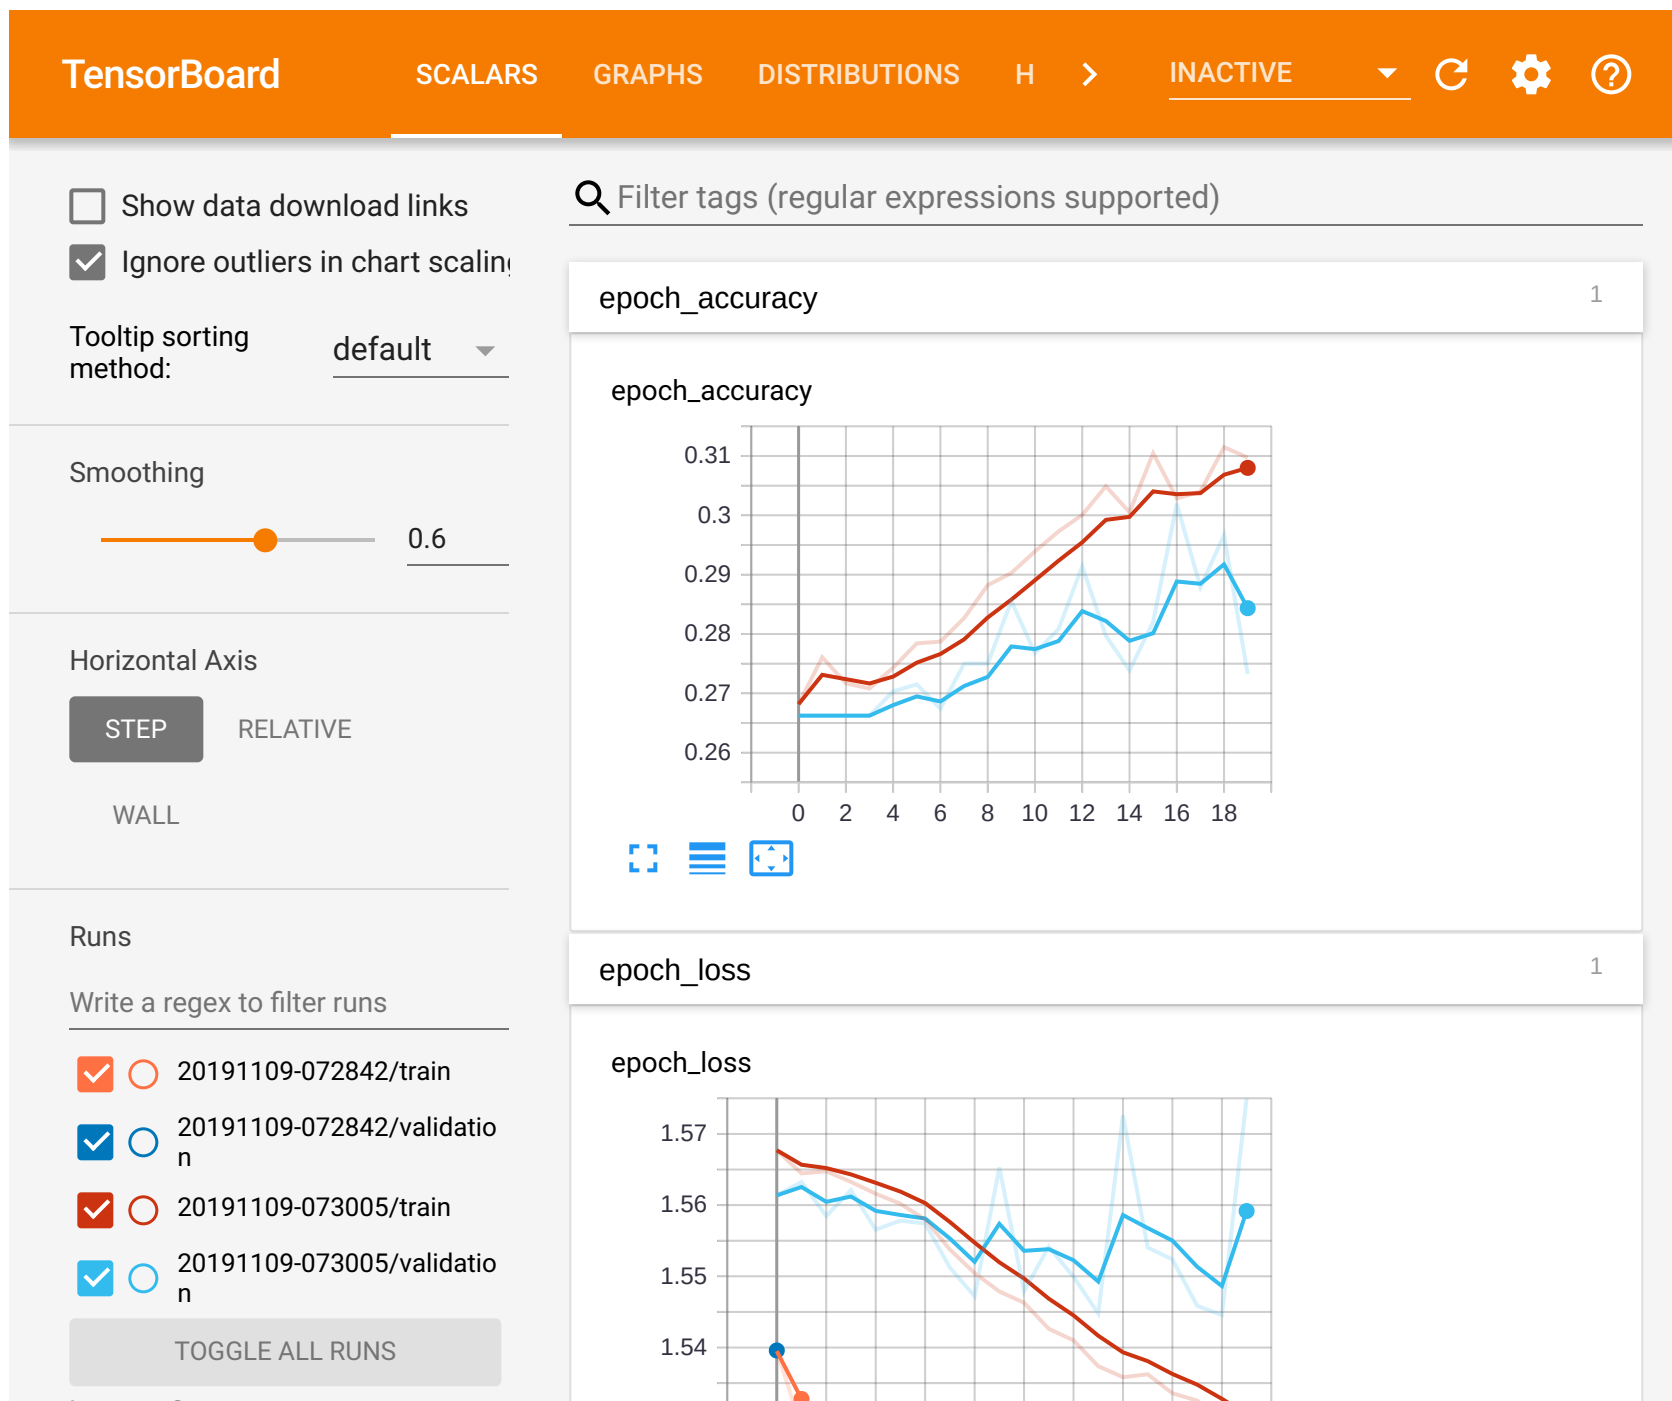 TensorBoard
SCALARS GRAPHS DISTRIBUTIONS H INACTIVE
Show data download links
Ignore outliers in chart scaling
Tooltip sorting
method:
default
Smoothing
0.6
Horizontal Axis
STEP RELATIVE
WALL
Runs
Write a regex to filter runs
20191109-072842/train
20191109-072842/validatio
n
20191109-073005/train
20191109-073005/validatio
n
TOGGLE ALL RUNS
Filter tags (regular expressions supported)
epoch_accuracy 1
epoch_accuracy
0.31
0.3
0.29
0.28
0.27
0.26
0 2 4 6 8 10 12 14 16 18
epoch_loss 1
epoch_loss
1.57
1.56
1.55
1.54